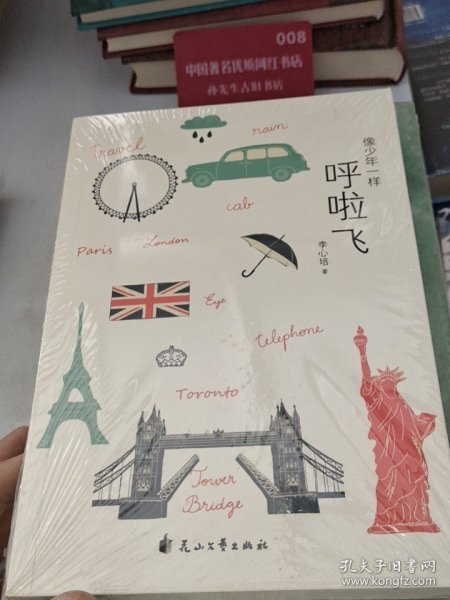 008
中国著名优质网红书店
孙先生古旧书店
Travel
rain
cab
Paris
London
Eye
telephone
Toronto
Tower
Bridge
像少年一样
呼啦飞
李心培 著
花山文艺出版社
孔夫子旧书网
www.kongfz.com